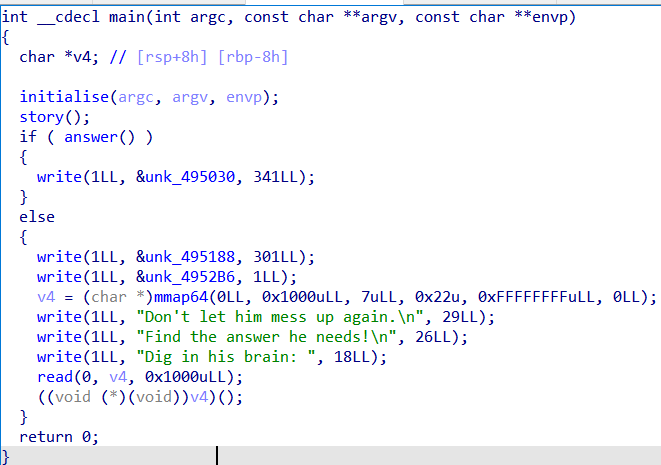 int __cdecl main(int argc, const char **argv, const char **envp)
{
  char *v4; // [rsp+8h] [rbp-8h]

  initialise(argc, argv, envp);
  story();
  if ( answer() )
  {
    write(1LL, &unk_495030, 341LL);
  }
  else
  {
    write(1LL, &unk_495188, 301LL);
    write(1LL, &unk_4952B6, 1LL);
    v4 = (char *)mmap64(0LL, 0x1000uLL, 7uLL, 0x22u, 0xFFFFFFFFuLL, 0LL);
    write(1LL, "Don't let him mess up again.\n", 29LL);
    write(1LL, "Find the answer he needs!\n", 26LL);
    write(1LL, "Dig in his brain: ", 18LL);
    read(0, v4, 0x1000uLL);
    ((void (*)(void))v4)();
  }
  return 0;
}